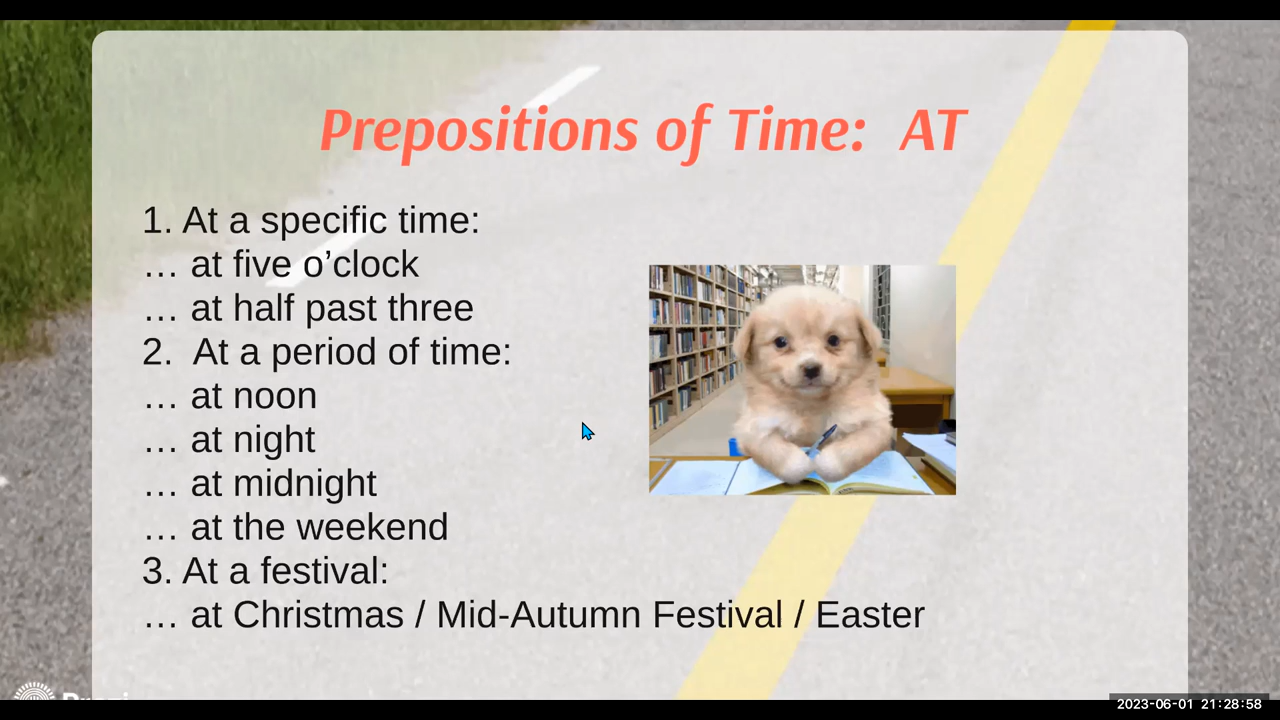 Prepositions of Time: AT
1. At a specific time:
… at five o’clock
… at half past three
2. At a period of time:
… at noon
… at night
… at midnight
… at the weekend
3. At a festival:
… at Christmas / Mid-Autumn Festival / Easter
2023-06-01 21:28:58